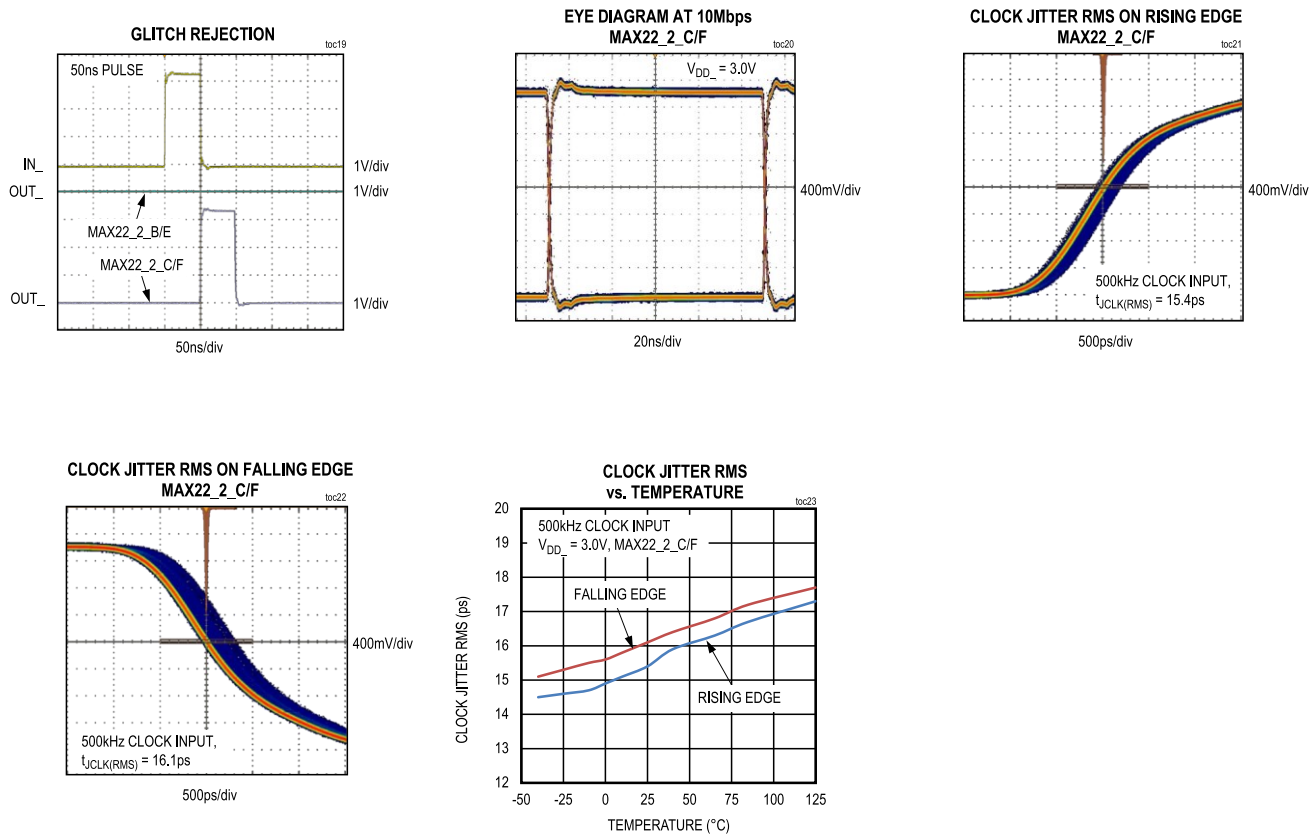 GLITCH REJECTION
toc19
50ns PULSE
IN_
1V/div
OUT_
1V/div
MAX22_2_B/E
MAX22_2_C/F
OUT_
1V/div
50ns/div
EYE DIAGRAM AT 10Mbps
MAX22_2_C/F
toc20
VDD_ = 3.0V
400mV/div
20ns/div
CLOCK JITTER RMS ON RISING EDGE
MAX22_2_C/F
toc21
400mV/div
500kHz CLOCK INPUT,
tJCLK(RMS) = 15.4ps
500ps/div
CLOCK JITTER RMS ON FALLING EDGE
MAX22_2_C/F
toc22
400mV/div
500kHz CLOCK INPUT,
tJCLK(RMS) = 16.1ps
500ps/div
CLOCK JITTER RMS
vs. TEMPERATURE
toc23
500kHz CLOCK INPUT
VDD_ = 3.0V, MAX22_2_C/F
FALLING EDGE
RISING EDGE
CLOCK JITTER RMS (ps)
20
19
18
17
16
15
14
13
12
-50 -25 0 25 50 75 100 125
TEMPERATURE (°C)